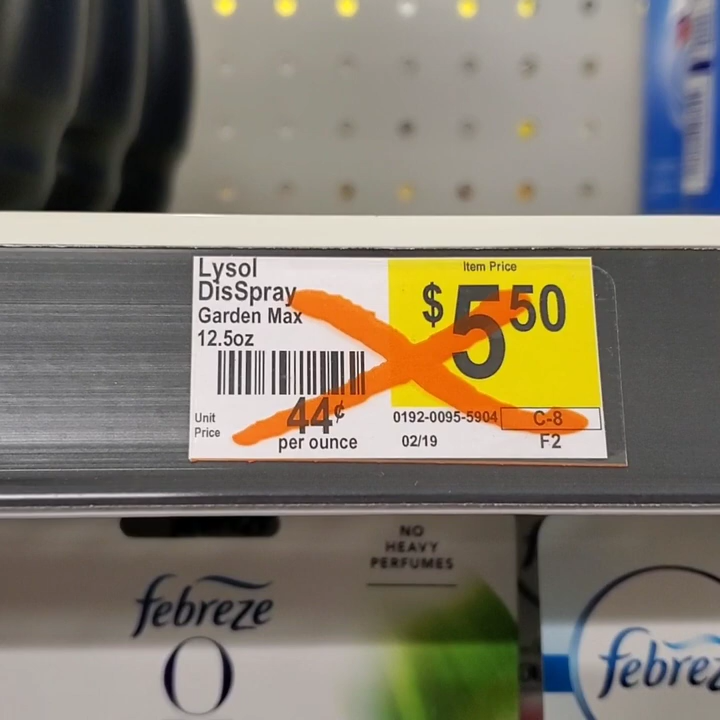 Lysol
DisSpray
Garden Max
12.5oz
Item Price
$5.50
Unit
Price
44¢
per ounce
0192-0095-5904
C-8
02/19
F2
NO
HEAVY
PERFUMES
febreze
O
febrez